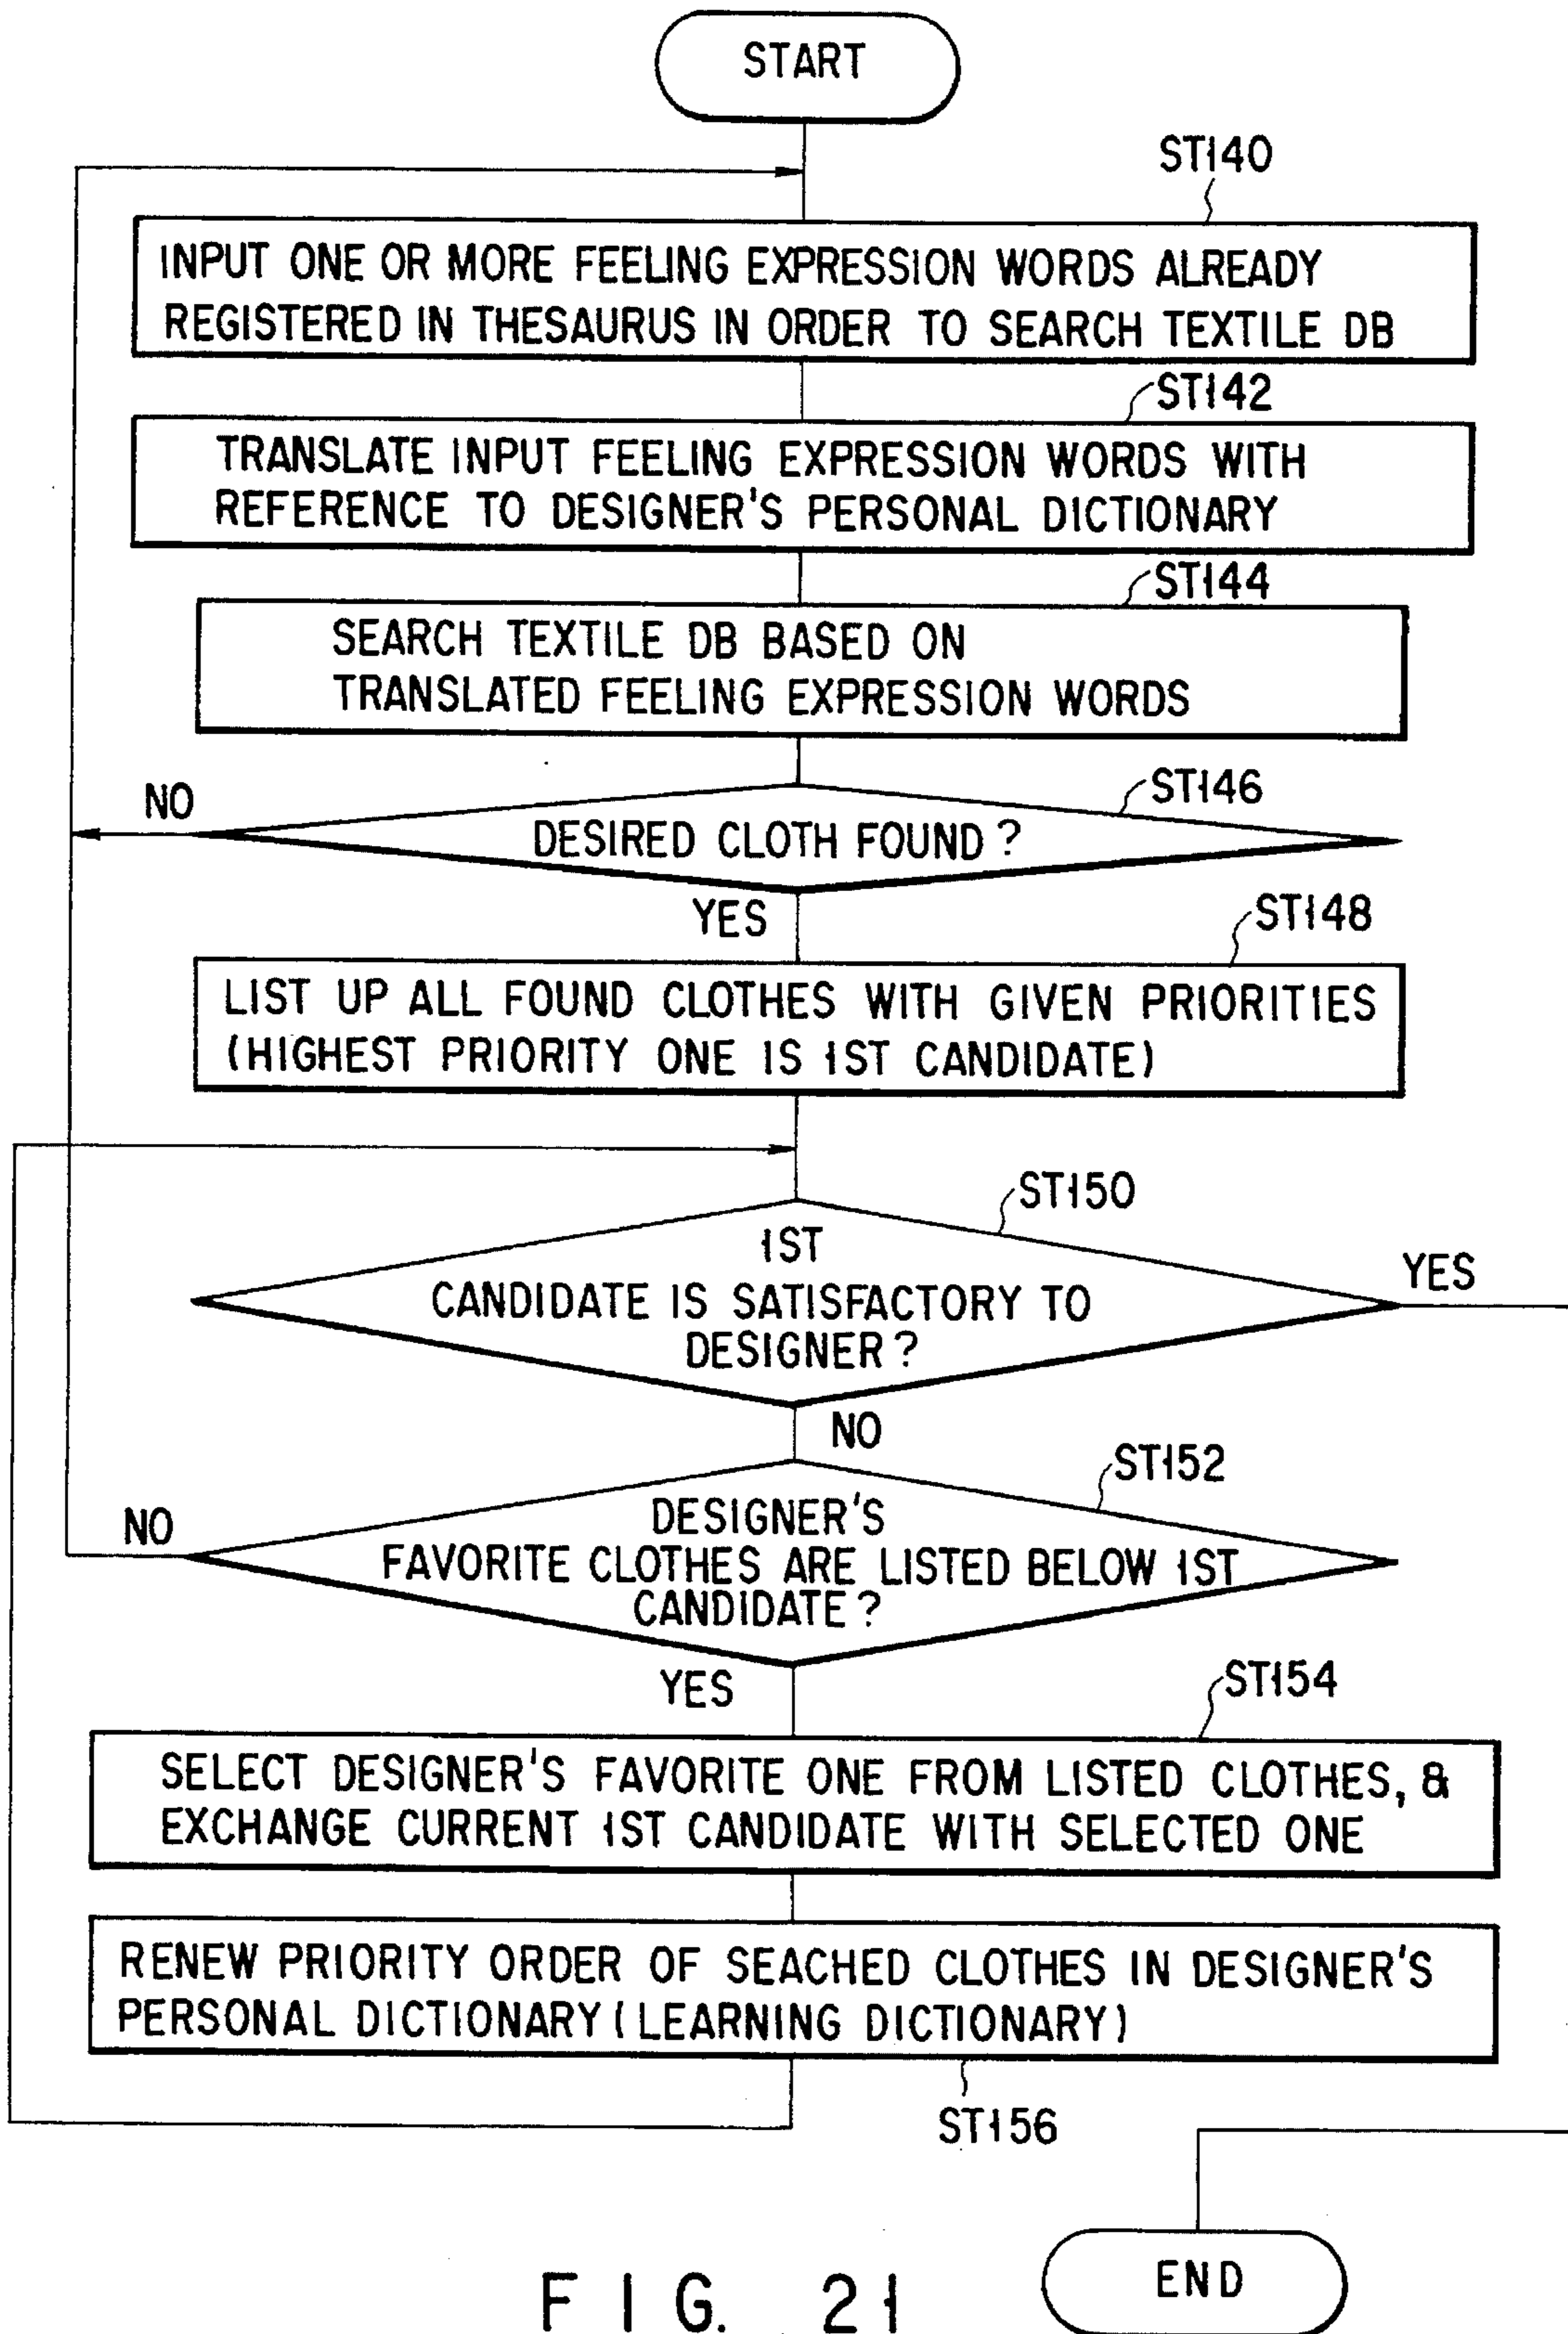 START
ST140
INPUT ONE OR MORE FEELING EXPRESSION WORDS ALREADY
REGISTERED IN THESAURUS IN ORDER TO SEARCH TEXTILE DB
ST142
TRANSLATE INPUT FEELING EXPRESSION WORDS WITH
REFERENCE TO DESIGNER'S PERSONAL DICTIONARY
ST144
SEARCH TEXTILE DB BASED ON
TRANSLATED FEELING EXPRESSION WORDS
ST146
NO
DESIRED CLOTH FOUND?
YES
ST148
LIST UP ALL FOUND CLOTHES WITH GIVEN PRIORITIES
(HIGHEST PRIORITY ONE IS 1ST CANDIDATE)
ST150
1ST
CANDIDATE IS SATISFACTORY TO
DESIGNER?
YES
NO
ST152
DESIGNER'S
FAVORITE CLOTHES ARE LISTED BELOW 1ST
CANDIDATE?
NO
YES
ST154
SELECT DESIGNER'S FAVORITE ONE FROM LISTED CLOTHES, &
EXCHANGE CURRENT 1ST CANDIDATE WITH SELECTED ONE
RENEW PRIORITY ORDER OF SEACHED CLOTHES IN DESIGNER'S
PERSONAL DICTIONARY (LEARNING DICTIONARY)
ST156
END
FIG. 21